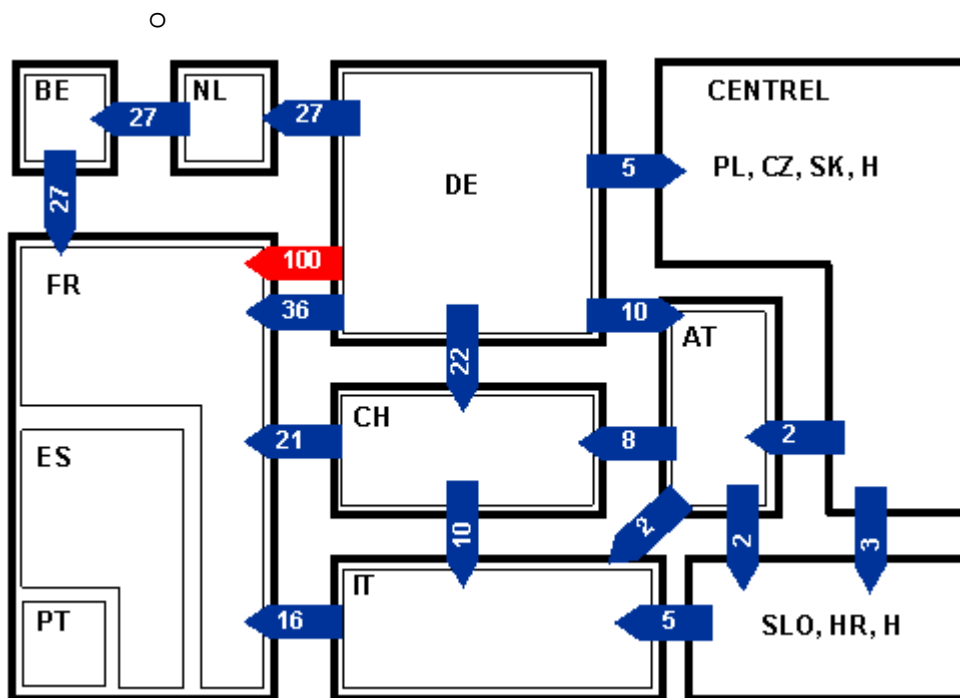 BE
NL
27
27
CENTREL
5
PL, CZ, SK, H
DE
27
100
FR
36
10
AT
22
CH
21
8
2
ES
10
2
2
3
IT
PT
16
5
SLO, HR, H